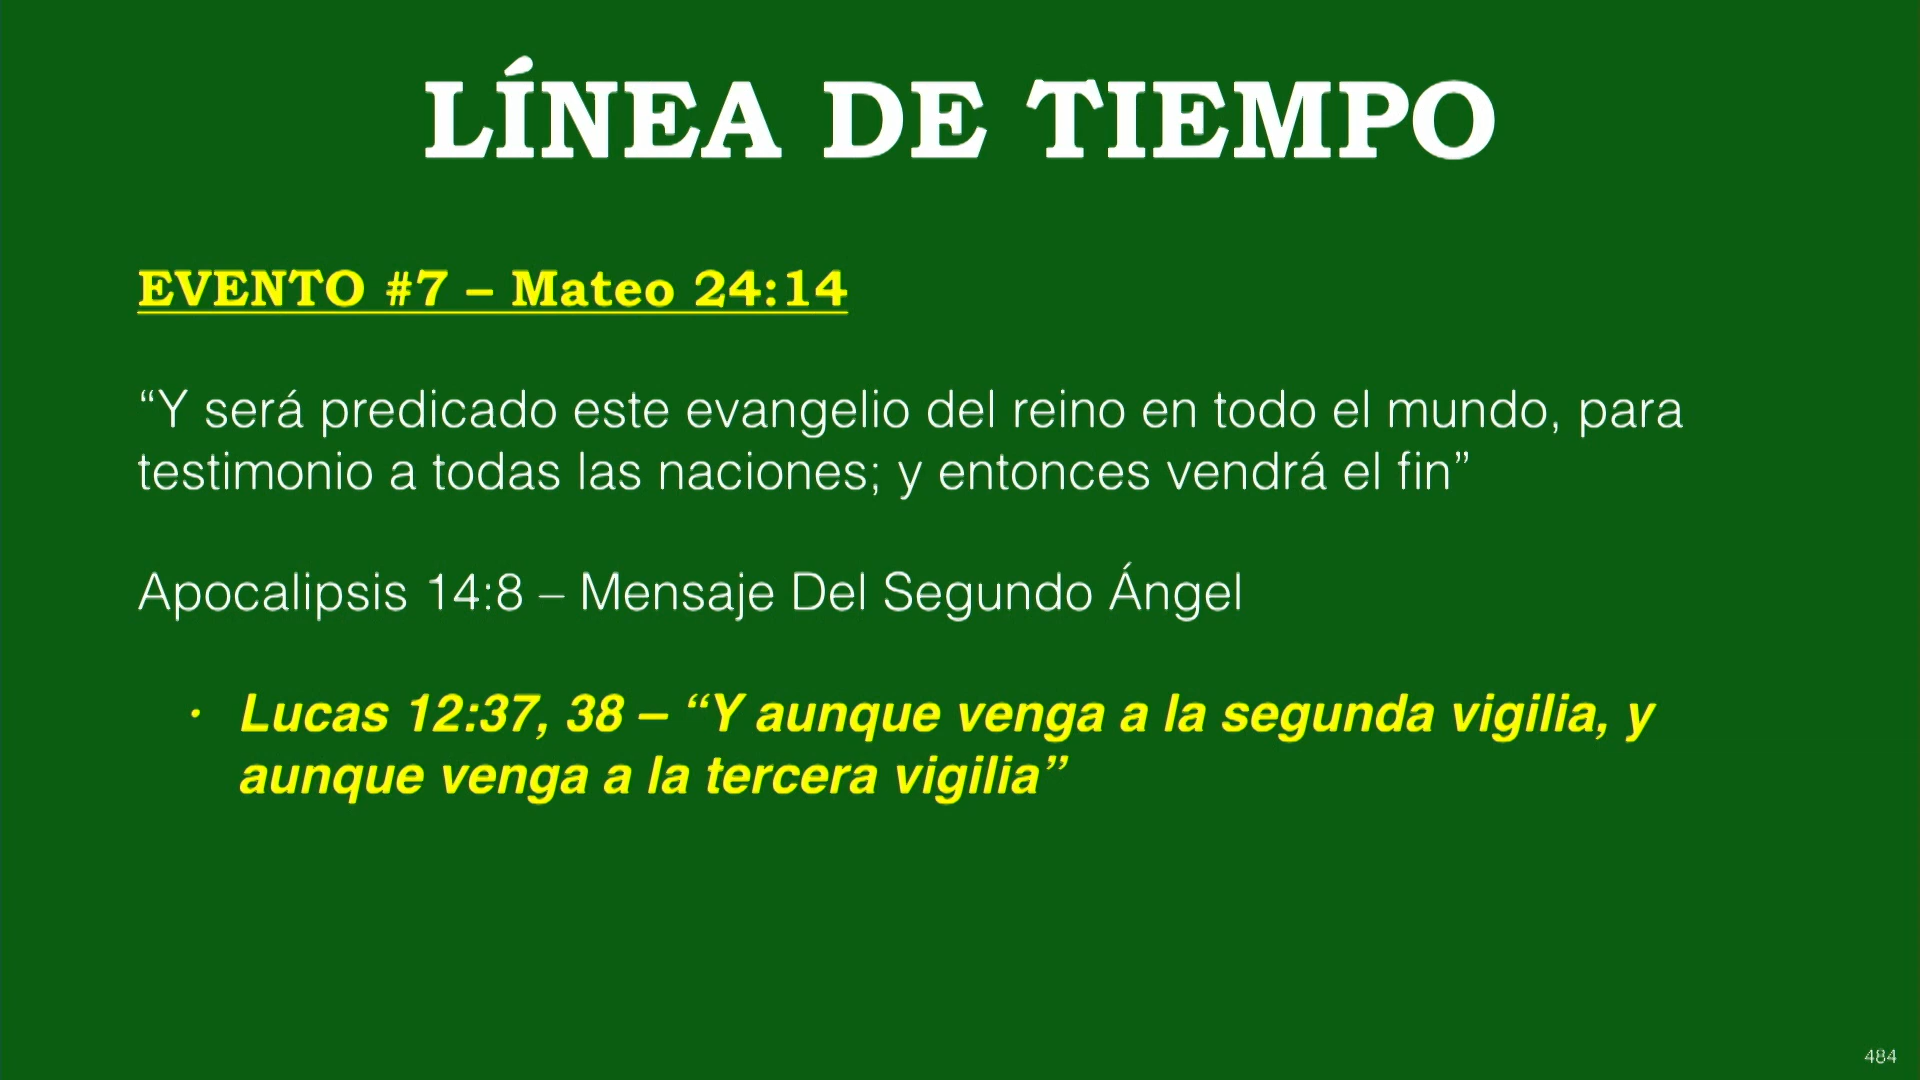 LÍNEA DE TIEMPO
EVENTO #7 – Mateo 24:14
“Y será predicado este evangelio del reino en todo el mundo, para
testimonio a todas las naciones; y entonces vendrá el fin”
Apocalipsis 14:8 – Mensaje Del Segundo Ángel
· Lucas 12:37, 38 – “Y aunque venga a la segunda vigilia, y
aunque venga a la tercera vigilia”
484